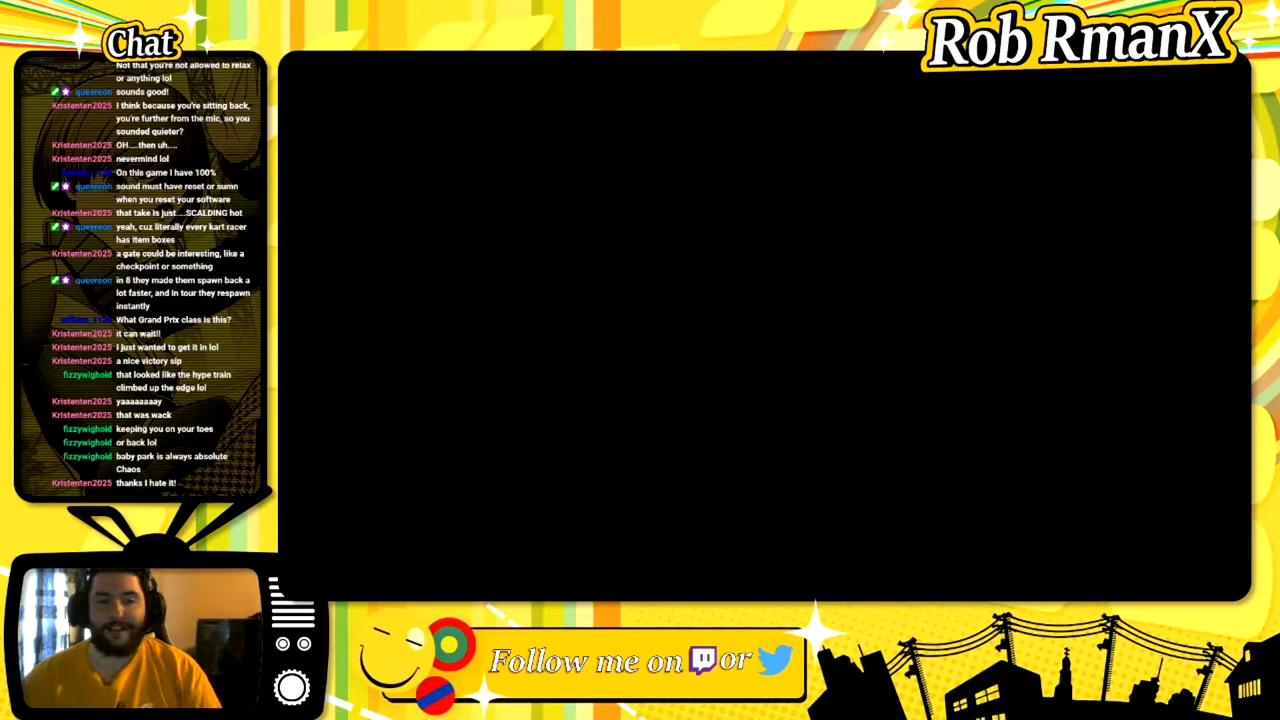 Chat
Rob RmanX
Not that you're not allowed to relax
or anything lol
queereon sounds good!
Kristenten2025 I think because you're sitting back,
you're further from the mic, so you
sounded quieter?
Kristenten2025 OH....then uh....
Kristenten2025 nevermind lol
On this game I have 100%
queereon sound must have reset or sumn
when you reset your software
Kristenten2025 that take is just....SCALDING hot
queereon yeah, cuz literally every kart racer
has item boxes
Kristenten2025 a gate could be interesting, like a
checkpoint or something
queereon in 8 they made them spawn back a
lot faster, and in tour they respawn
instantly
What Grand Prix class is this?
Kristenten2025 it can wait!!
Kristenten2025 I just wanted to get it in lol
Kristenten2025 a nice victory sip
fizzywighold that looked like the hype train
climbed up the edge lol
Kristenten2025 yaaaaaaay
Kristenten2025 that was wack
fizzywighold keeping you on your toes
fizzywighold or back lol
fizzywighold baby park is always absolute
Chaos
Kristenten2025 thanks I hate it!
Follow me on or